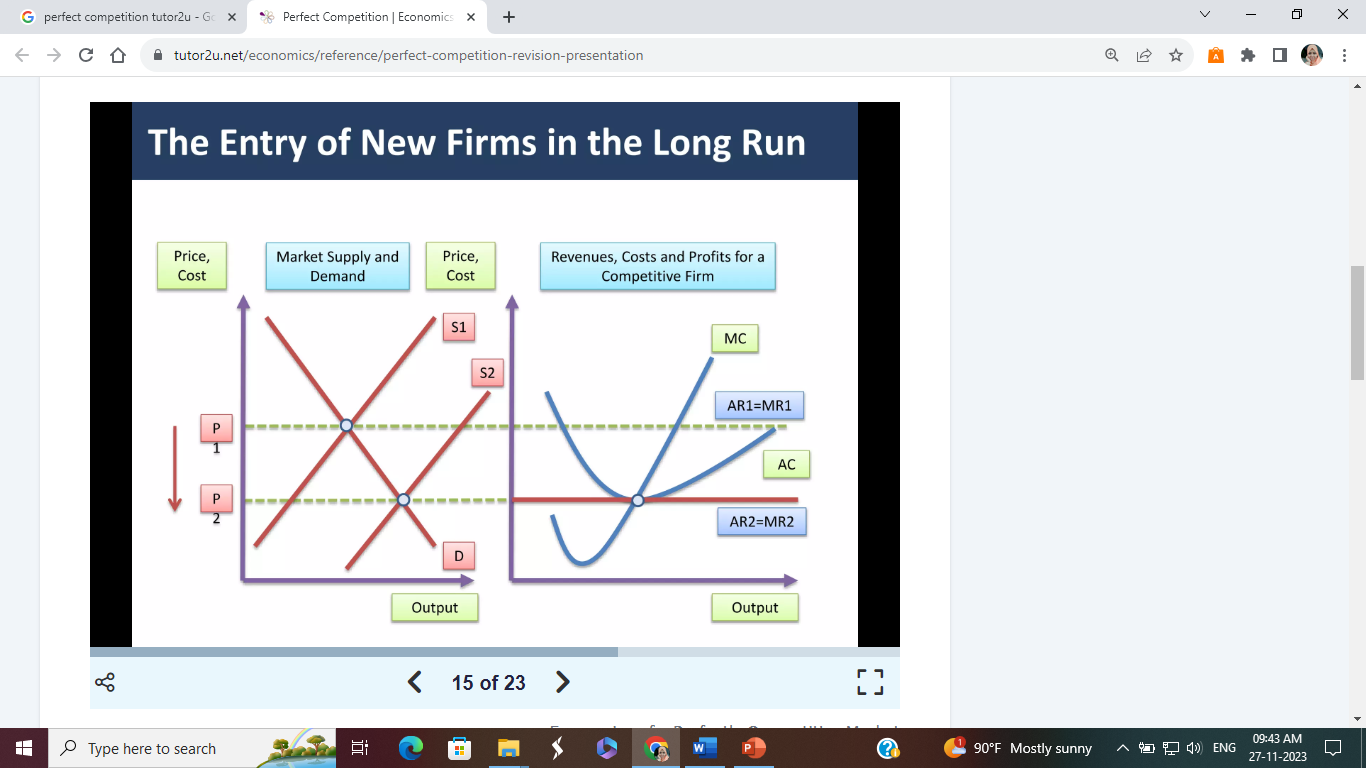 perfect competition tutor2u - Go
Perfect Competition | Economics
tutor2u.net/economics/reference/perfect-competition-revision-presentation
The Entry of New Firms in the Long Run
Price,
Cost
Market Supply and
Demand
Price,
Cost
Revenues, Costs and Profits for a
Competitive Firm
S1
MC
S2
AR1=MR1
P
1
AC
P
2
AR2=MR2
D
Output
Output
15 of 23
Type here to search
90°F Mostly sunny
ENG
09:43 AM
27-11-2023